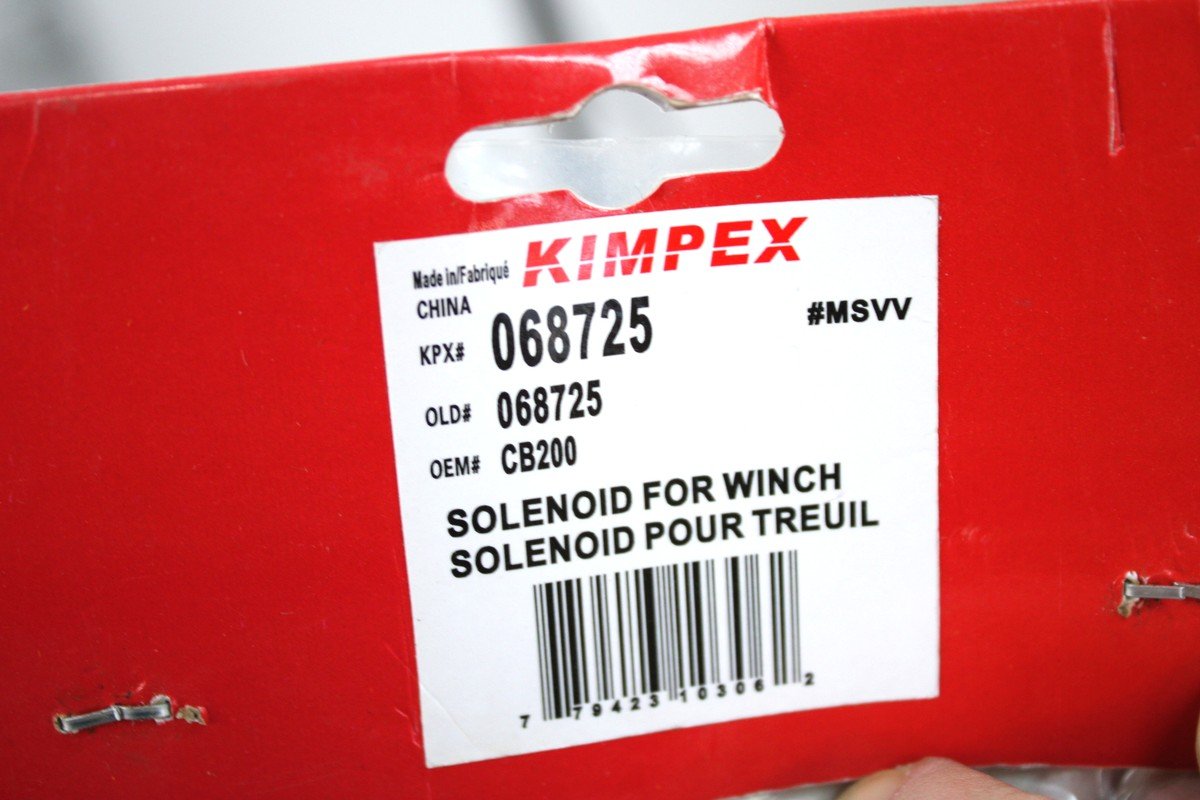 Made in/Fabriqué KIMPEX
CHINA
KPX# 068725 #MSVV
OLD# 068725
OEM# CB200
SOLENOID FOR WINCH
SOLENOID POUR TREUIL
7 79423 10306 2